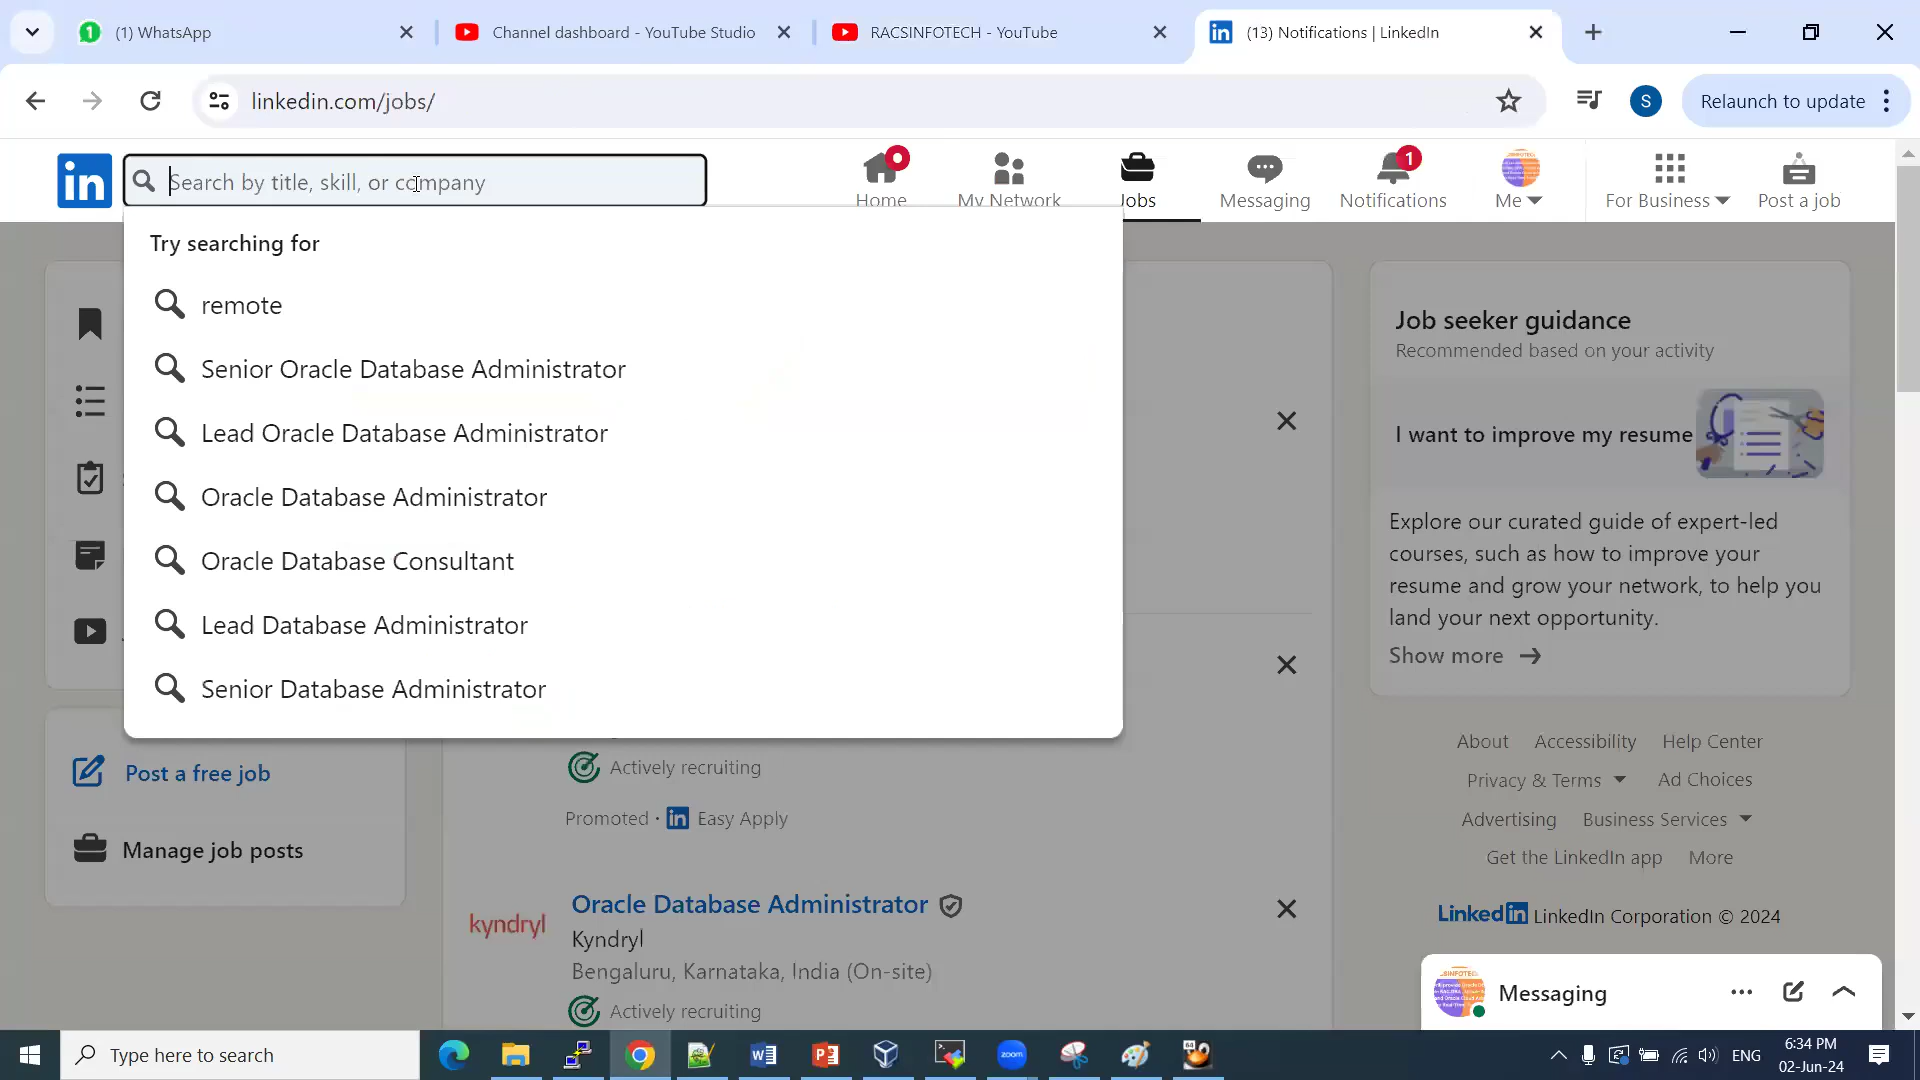 (1) WhatsApp
Channel dashboard - YouTube Studio
RACSINFOTECH - YouTube
(13) Notifications | LinkedIn
linkedin.com/jobs/
S
Relaunch to update
in
Search by title, skill, or company
Home
My Network
Jobs
Messaging
1
Notifications
Me
For Business
Post a job
Try searching for
remote
Senior Oracle Database Administrator
Lead Oracle Database Administrator
Oracle Database Administrator
Oracle Database Consultant
Lead Database Administrator
Senior Database Administrator
Post a free job
Manage job posts
Actively recruiting
Promoted · in Easy Apply
kyndryl
Oracle Database Administrator
Kyndryl
Bengaluru, Karnataka, India (On-site)
Actively recruiting
Job seeker guidance
Recommended based on your activity
I want to improve my resume
Explore our curated guide of expert-led
courses, such as how to improve your
resume and grow your network, to help you
land your next opportunity.
Show more
About Accessibility Help Center
Privacy & Terms Ad Choices
Advertising Business Services
Get the LinkedIn app More
LinkedIn LinkedIn Corporation © 2024
Messaging
Type here to search
zoom
64
ENG
6:34 PM
02-Jun-24